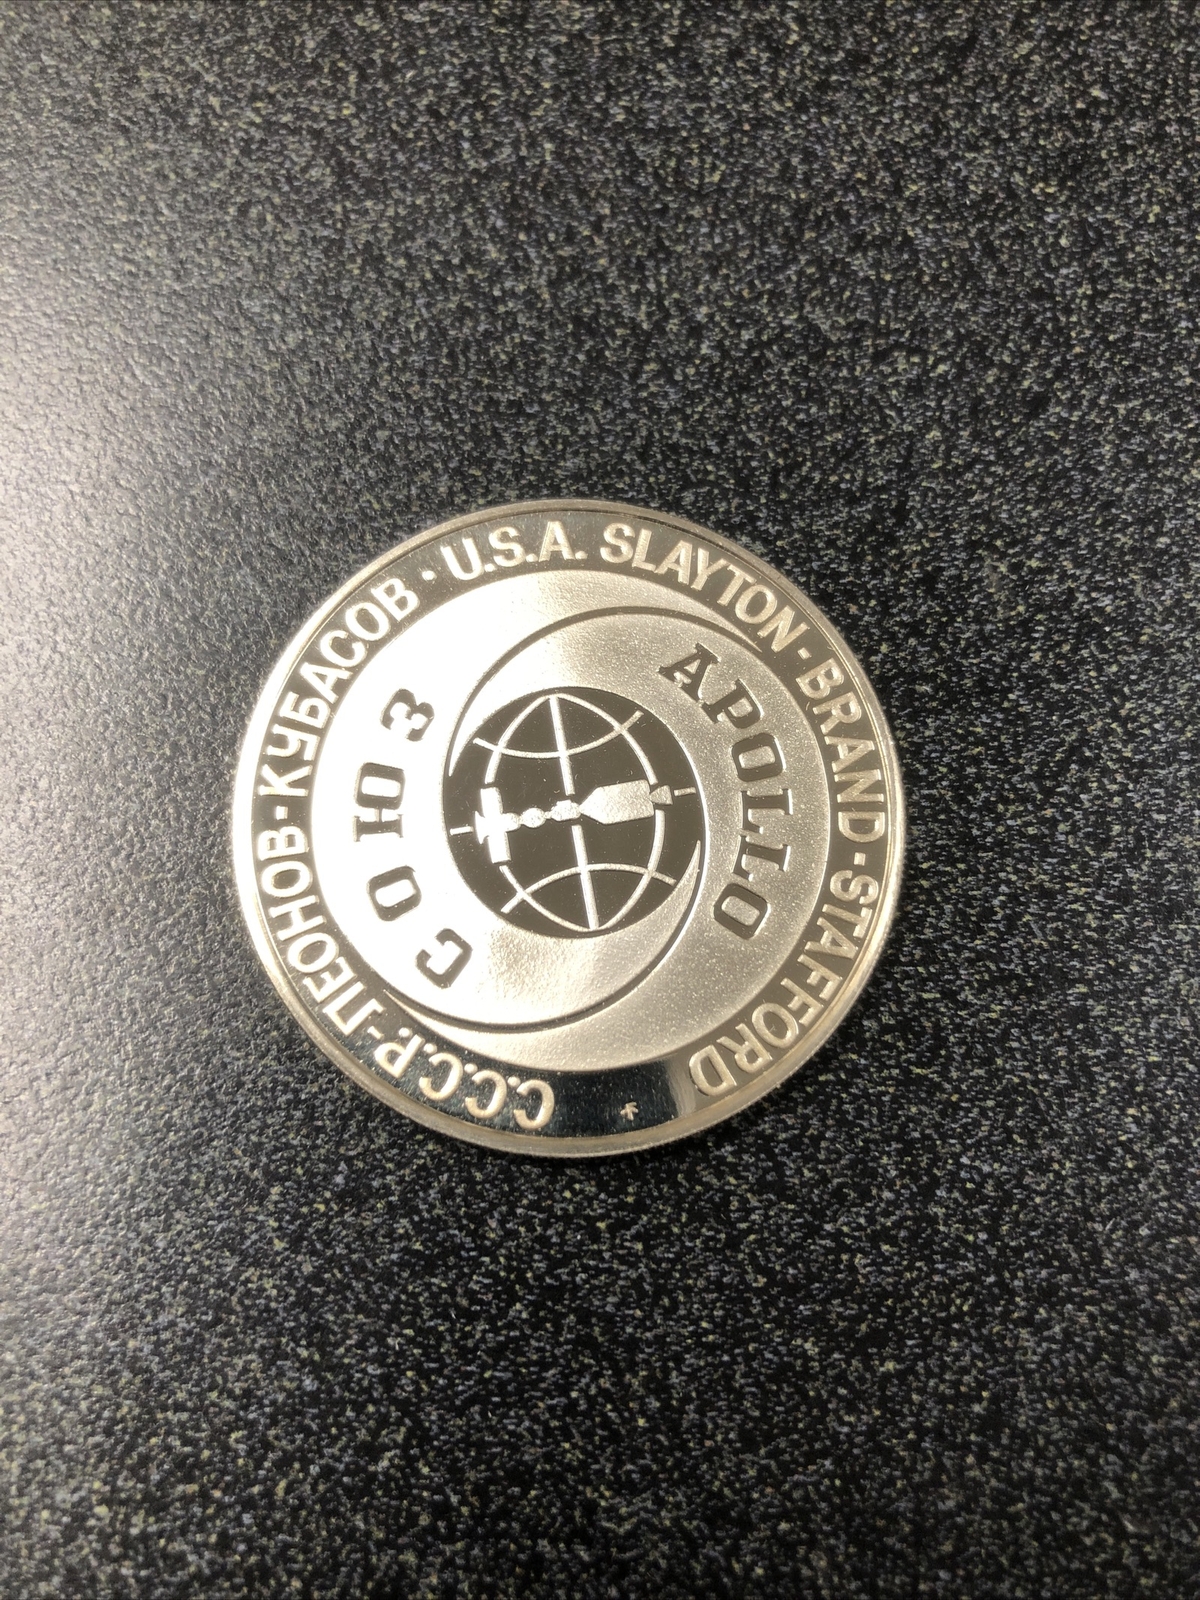 С.С.С.Р.-ЛЕОНОВ-КУБАСОВ · U.S.A. SLAYTON-BRAND-STAFFORD
СОЮЗ
APOLLO